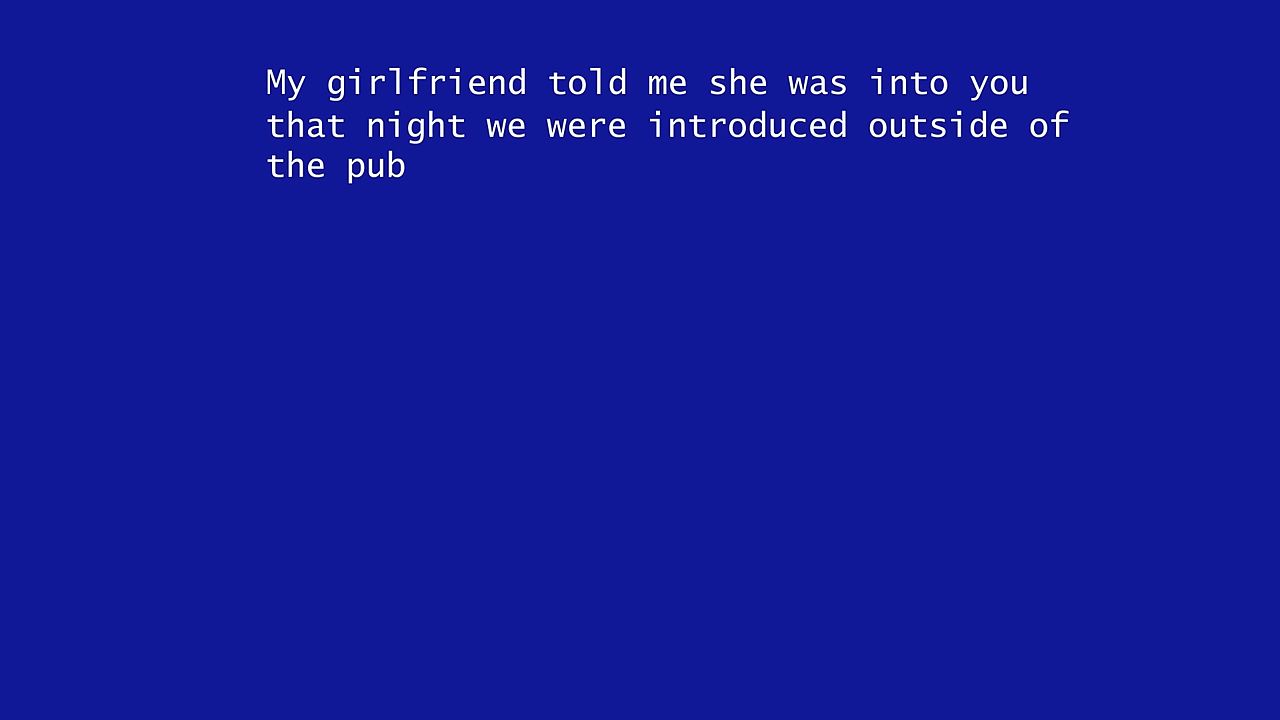 My girlfriend told me she was into you
that night we were introduced outside of
the pub